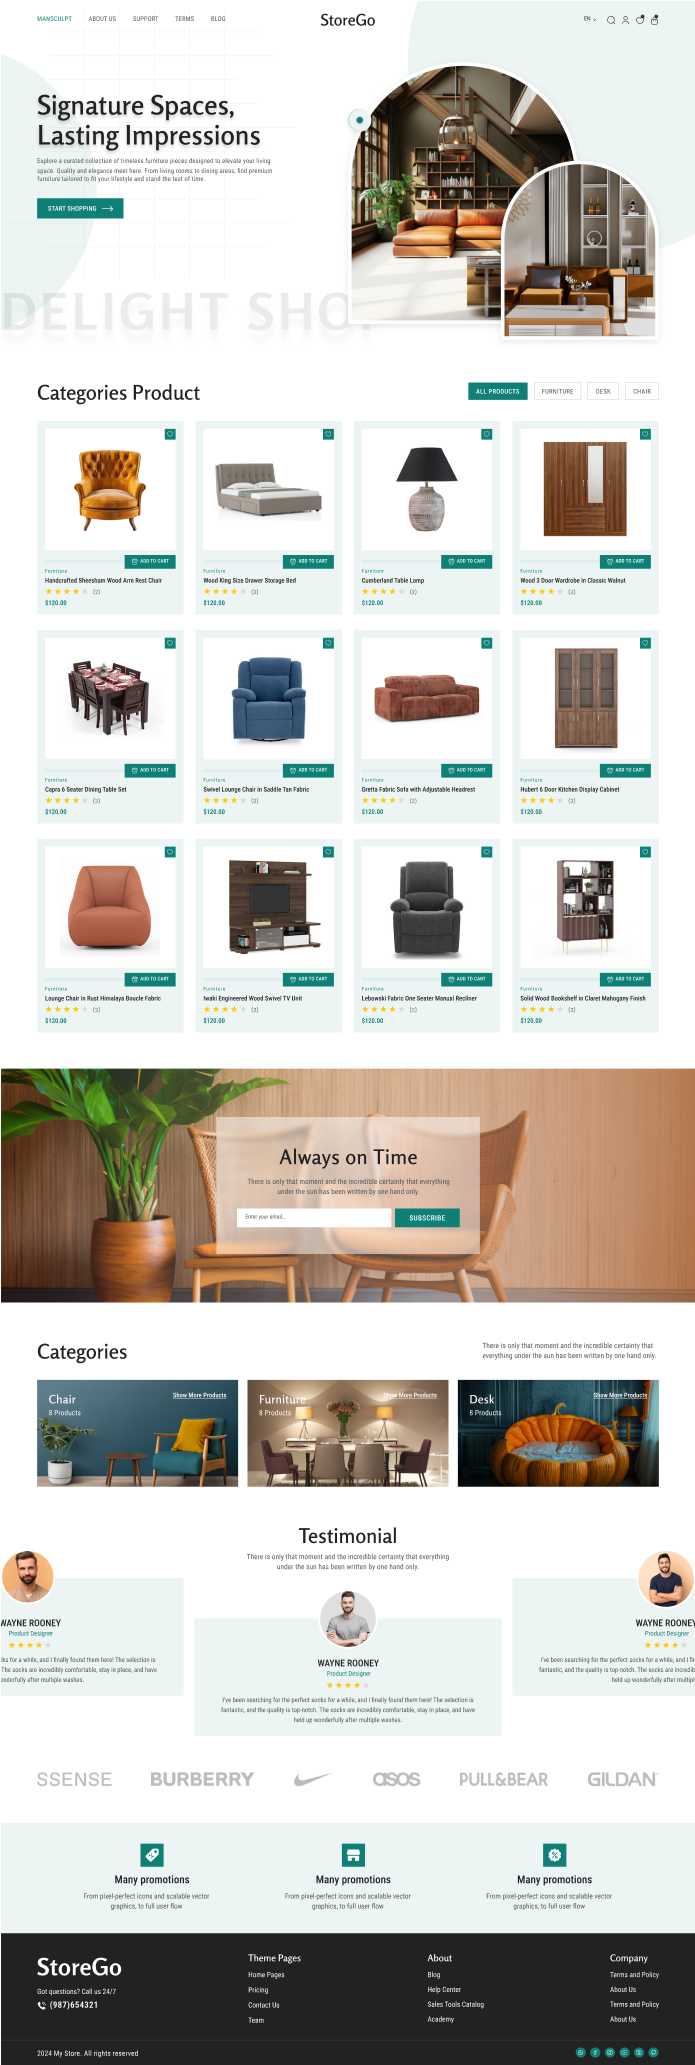 MANSCULPT ABOUT US SUPPORT TERMS BLOG
StoreGo
EN
Signature Spaces,
Lasting Impressions
Explore a curated collection of timeless furniture pieces designed to elevate your living
space. Quality and elegance meet here. From living rooms to dining areas, find premium
furniture tailored to fit your lifestyle and stand the test of time.
START SHOPPING
DELIGHT SHOP
Categories Product
ALL PRODUCTS FURNITURE DESK CHAIR
ADD TO CART
Furniture
Handcrafted Sheesham Wood Arm Rest Chair
(2)
$120.00
ADD TO CART
Furniture
Wood King Size Drawer Storage Bed
(2)
$120.00
ADD TO CART
Furniture
Cumberland Table Lamp
(2)
$120.00
ADD TO CART
Furniture
Wood 3 Door Wardrobe in Classic Walnut
(2)
$120.00
ADD TO CART
Furniture
Capra 6 Seater Dining Table Set
(2)
$120.00
ADD TO CART
Furniture
Swivel Lounge Chair in Saddle Tan Fabric
(2)
$120.00
ADD TO CART
Furniture
Gretta Fabric Sofa with Adjustable Headrest
(2)
$120.00
ADD TO CART
Furniture
Hubert 6 Door Kitchen Display Cabinet
(2)
$120.00
ADD TO CART
Furniture
Lounge Chair in Rust Himalaya Boucle Fabric
(2)
$120.00
ADD TO CART
Furniture
Iwaki Engineered Wood Swivel TV Unit
(2)
$120.00
ADD TO CART
Furniture
Lebowski Fabric One Seater Manual Recliner
(2)
$120.00
ADD TO CART
Furniture
Solid Wood Bookshelf in Claret Mahogany Finish
(2)
$120.00
Always on Time
There is only that moment and the incredible certainty that everything
under the sun has been written by one hand only.
Enter your email...
SUBSCRIBE
Categories
There is only that moment and the incredible certainty that
everything under the sun has been written by one hand only.
Chair
Show More Products
8 Products
Furniture
Show More Products
8 Products
Desk
Show More Products
8 Products
Testimonial
There is only that moment and the incredible certainty that everything
under the sun has been written by one hand only.
WAYNE ROONEY
Product Designer
ks for a while, and I finally found them here! The selection is
The socks are incredibly comfortable, stay in place, and have
onderfully after multiple washes.
WAYNE ROONEY
Product Designer
I've been searching for the perfect socks for a while, and I finally found them here! The selection is
fantastic, and the quality is top-notch. The socks are incredibly comfortable, stay in place, and have
held up wonderfully after multiple washes.
WAYNE ROONEY
Product Designer
I've been searching for the perfect socks for a while, and I fin
fantastic, and the quality is top-notch. The socks are incredib
held up wonderfully after multipl
SSENSE BURBERRY asos PULL&BEAR GILDAN
Many promotions
From pixel-perfect icons and scalable vector
graphics, to full user flow
Many promotions
From pixel-perfect icons and scalable vector
graphics, to full user flow
Many promotions
From pixel-perfect icons and scalable vector
graphics, to full user flow
StoreGo
Got questions? Call us 24/7
(987)654321
Theme Pages
Home Pages
Pricing
Contact Us
Team
About
Blog
Help Center
Sales Tools Catalog
Academy
Company
Terms and Policy
About Us
Terms and Policy
About Us
2024 My Store. All rights reserved